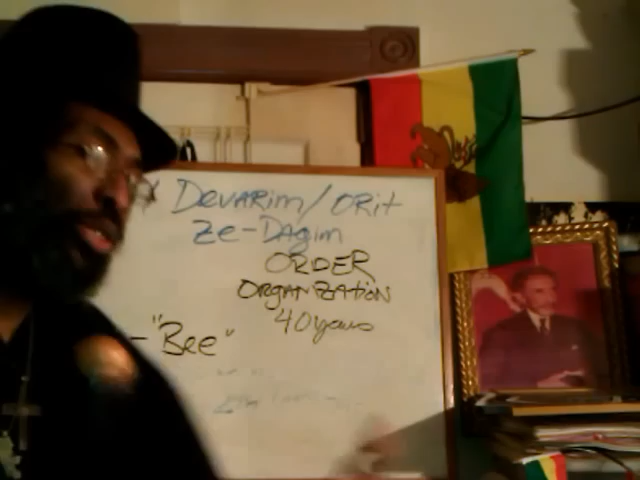 Devarim/Orit
Ze-Dagim
ORDER
ORGANIZATION
40 years
- "Bee"